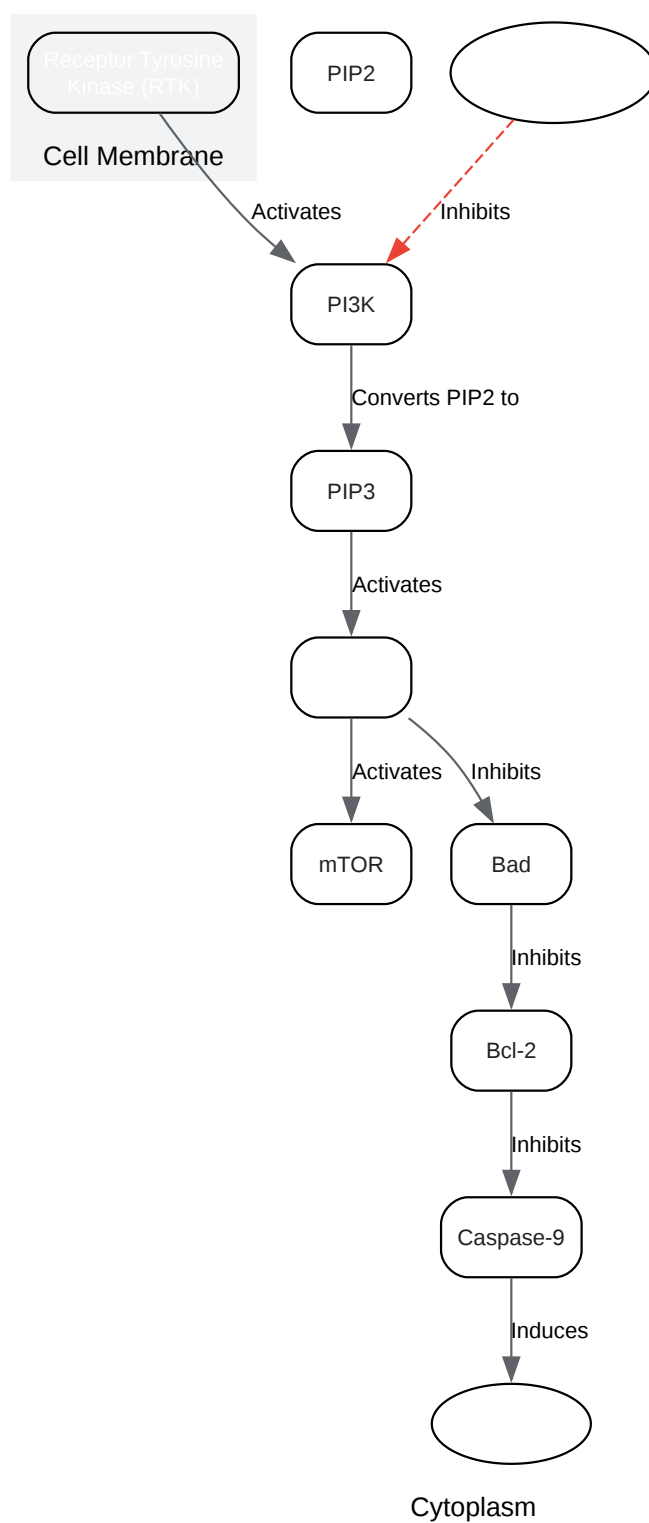 Receptor Tyrosine
Kinase (RTK)
PIP2
Cell Membrane
Activates
Inhibits
PI3K
Converts PIP2 to
PIP3
Activates
Activates
Inhibits
mTOR
Bad
Inhibits
Bcl-2
Inhibits
Caspase-9
Induces
Cytoplasm